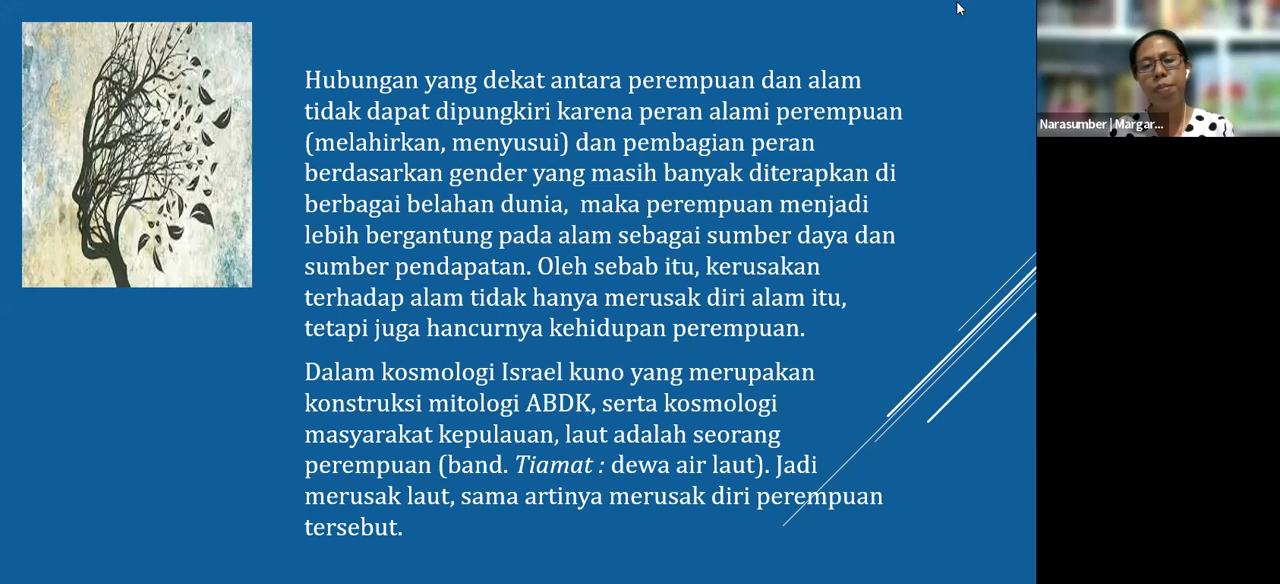 Hubungan yang dekat antara perempuan dan alam
tidak dapat dipungkiri karena peran alami perempuan
(melahirkan, menyusui) dan pembagian peran
berdasarkan gender yang masih banyak diterapkan di
berbagai belahan dunia,  maka perempuan menjadi
lebih bergantung pada alam sebagai sumber daya dan
sumber pendapatan. Oleh sebab itu, kerusakan
terhadap alam tidak hanya merusak diri alam itu,
tetapi juga hancurnya kehidupan perempuan.
Dalam kosmologi Israel kuno yang merupakan
konstruksi mitologi ABDK, serta kosmologi
masyarakat kepulauan, laut adalah seorang
perempuan (band. Tiamat : dewa air laut). Jadi
merusak laut, sama artinya merusak diri perempuan
tersebut.
Narasumber | Margar...